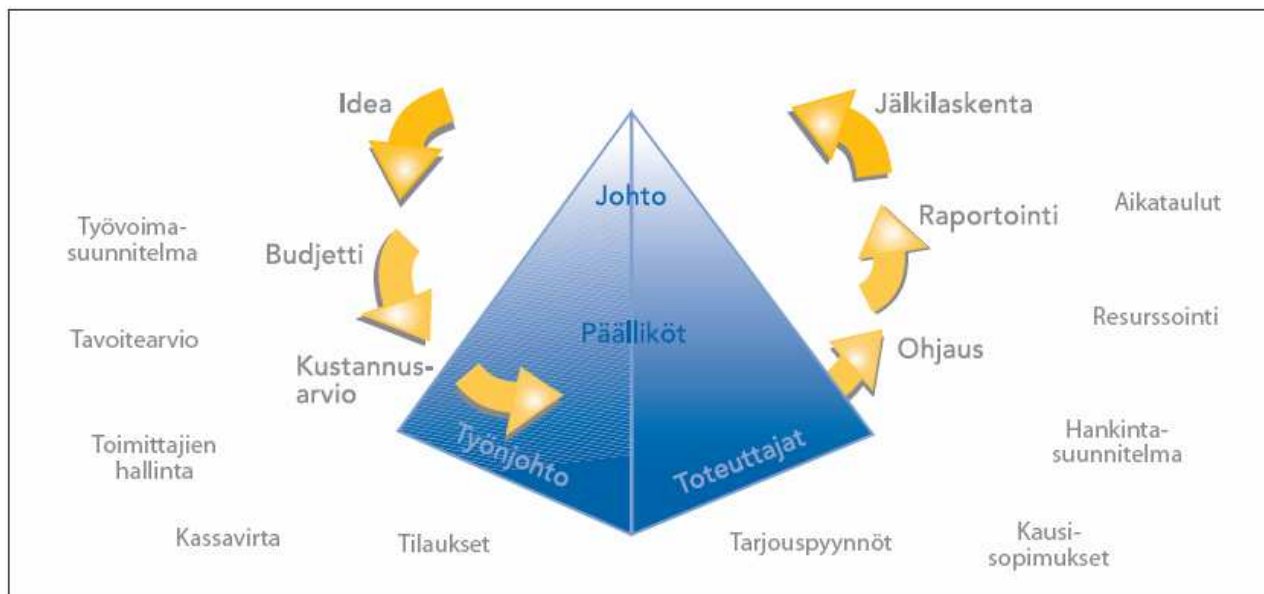 Idea
Jälkilaskenta
Johto
Aikataulut
Raportointi
Työvoima-
suunnitelma
Budjetti
Resurssointi
Päälliköt
Tavoitearvio
Ohjaus
Kustannus-
arvio
Hankinta-
suunnitelma
Toimittajien
hallinta
Työnjohto
Toteuttajat
Kassavirta
Tilaukset
Tarjouspyynnöt
Kausi-
sopimukset